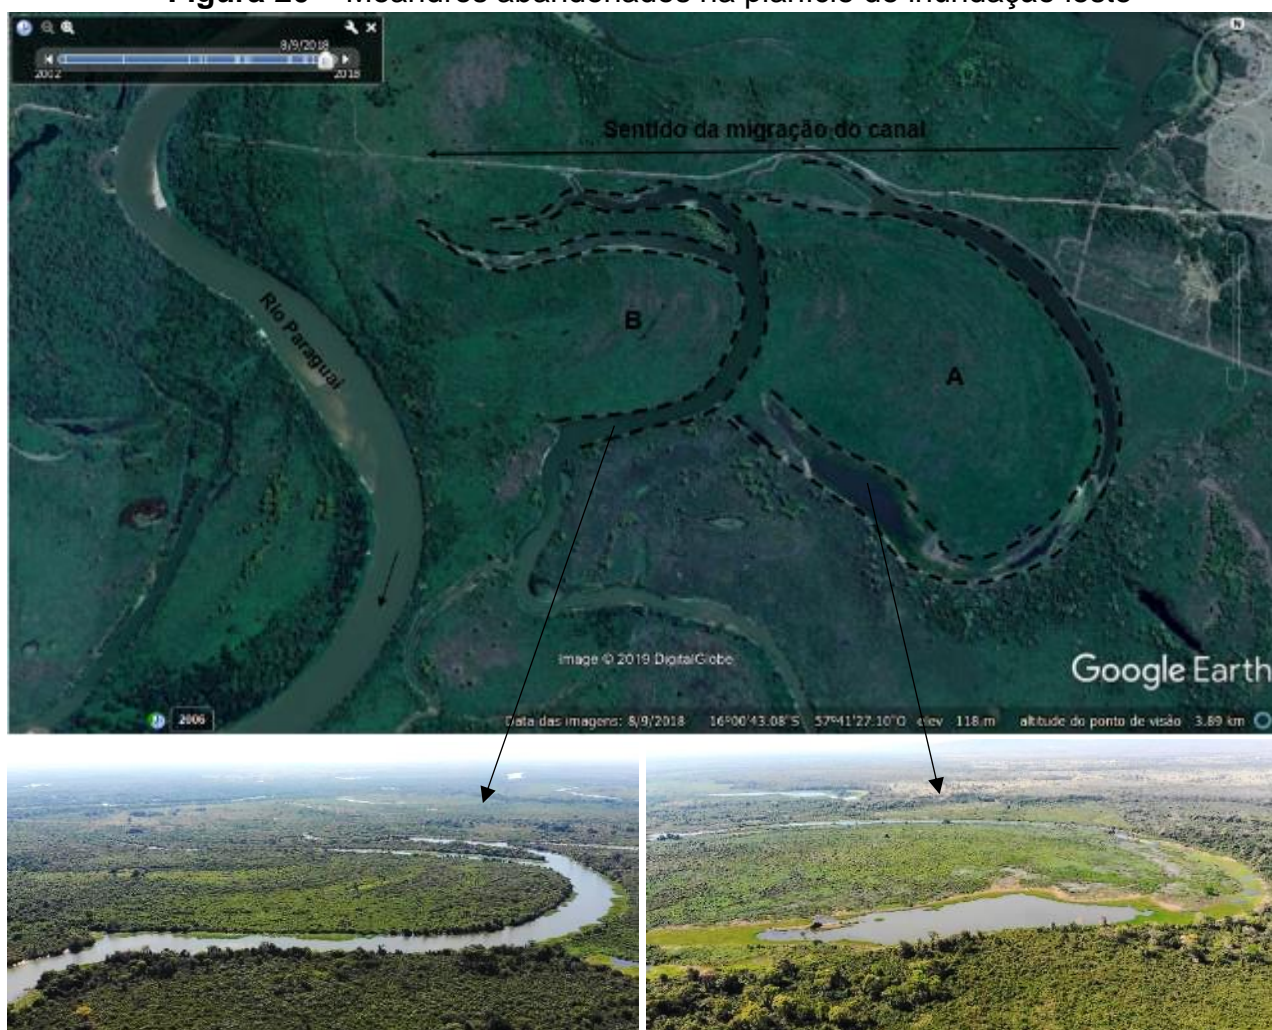 Figura 20 – Meandros abandonados na planície de inundação leste
8/9/2018
2002
2018
N
Sentido da migração do canal
Rio Paraguai
B
A
Image © 2019 DigitalGlobe
Google Earth
2006
Data das imagens: 8/9/2018 16°00'43.08"S 57°41'27.10"O elev 118 m altitude do ponto de visão 3.89 km